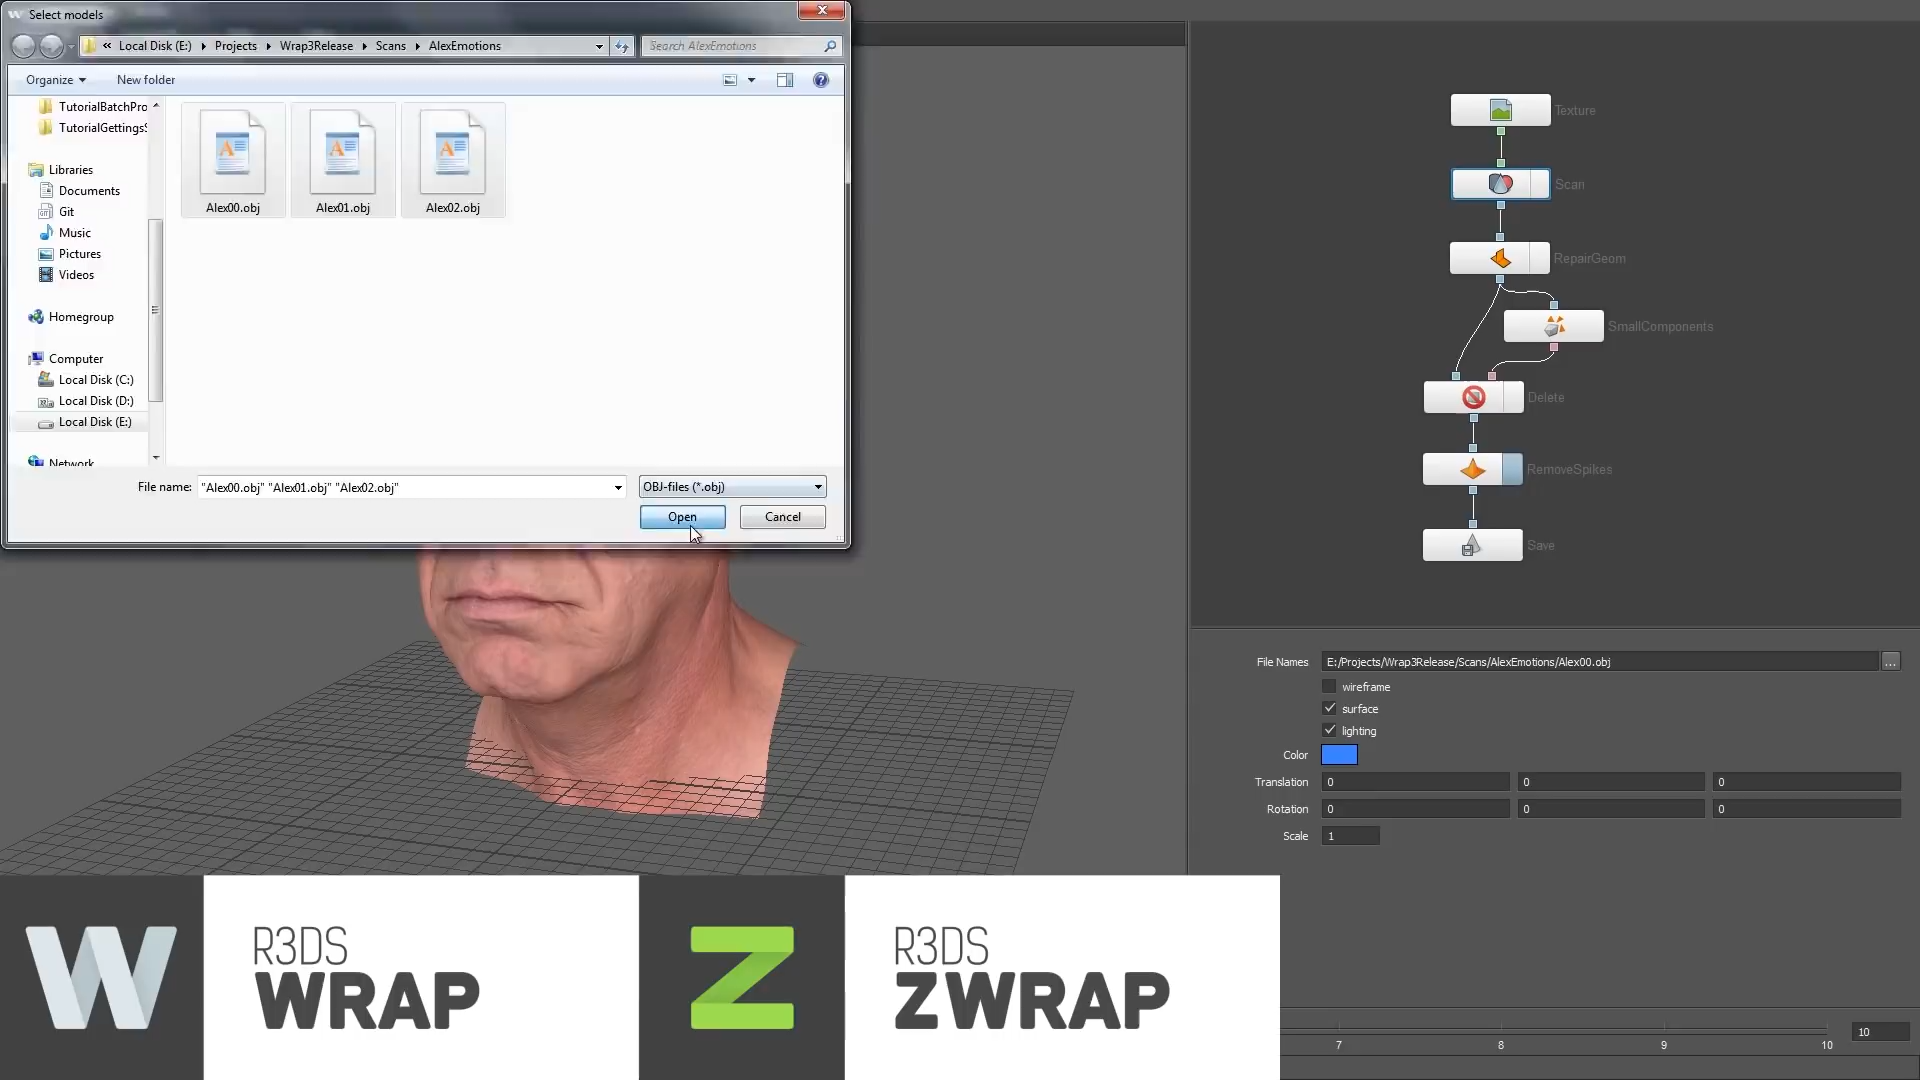 Select models
« Local Disk (E:) Projects Wrap3Release Scans AlexEmotions
Search AlexEmotions
Organize
New folder
TutorialBatchPro
TutorialGettingsS
Libraries
Documents
Git
Music
Pictures
Videos
Homegroup
Computer
Local Disk (C:)
Local Disk (D:)
Local Disk (E:)
Network
Alex00.obj
Alex01.obj
Alex02.obj
File name:
"Alex00.obj" "Alex01.obj" "Alex02.obj"
OBJ-files (*.obj)
Open
Cancel
Texture
Scan
RepairGeom
SmallComponents
Delete
RemoveSpikes
Save
File Names
E:/Projects/Wrap3Release/Scans/AlexEmotions/Alex00.obj
...
wireframe
surface
lighting
Color
Translation 0 0 0
Rotation 0 0 0
Scale 1
R3DS
WRAP
R3DS
ZWRAP
10
7 8 9 10